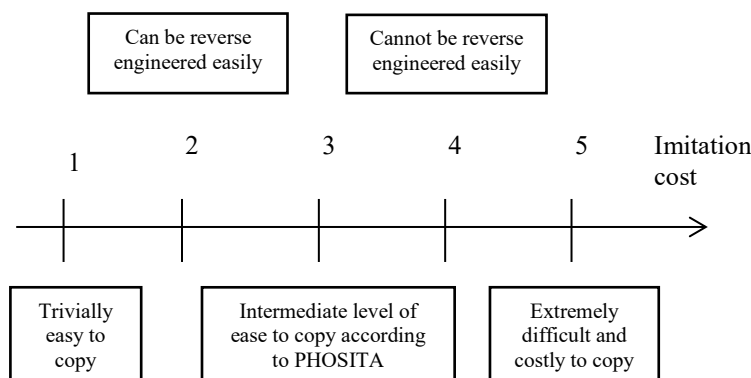 Can be reverse
engineered easily
Cannot be reverse
engineered easily
1
2
3
4
5
Imitation
cost
Trivially
easy to
copy
Intermediate level of
ease to copy according
to PHOSITA
Extremely
difficult and
costly to copy